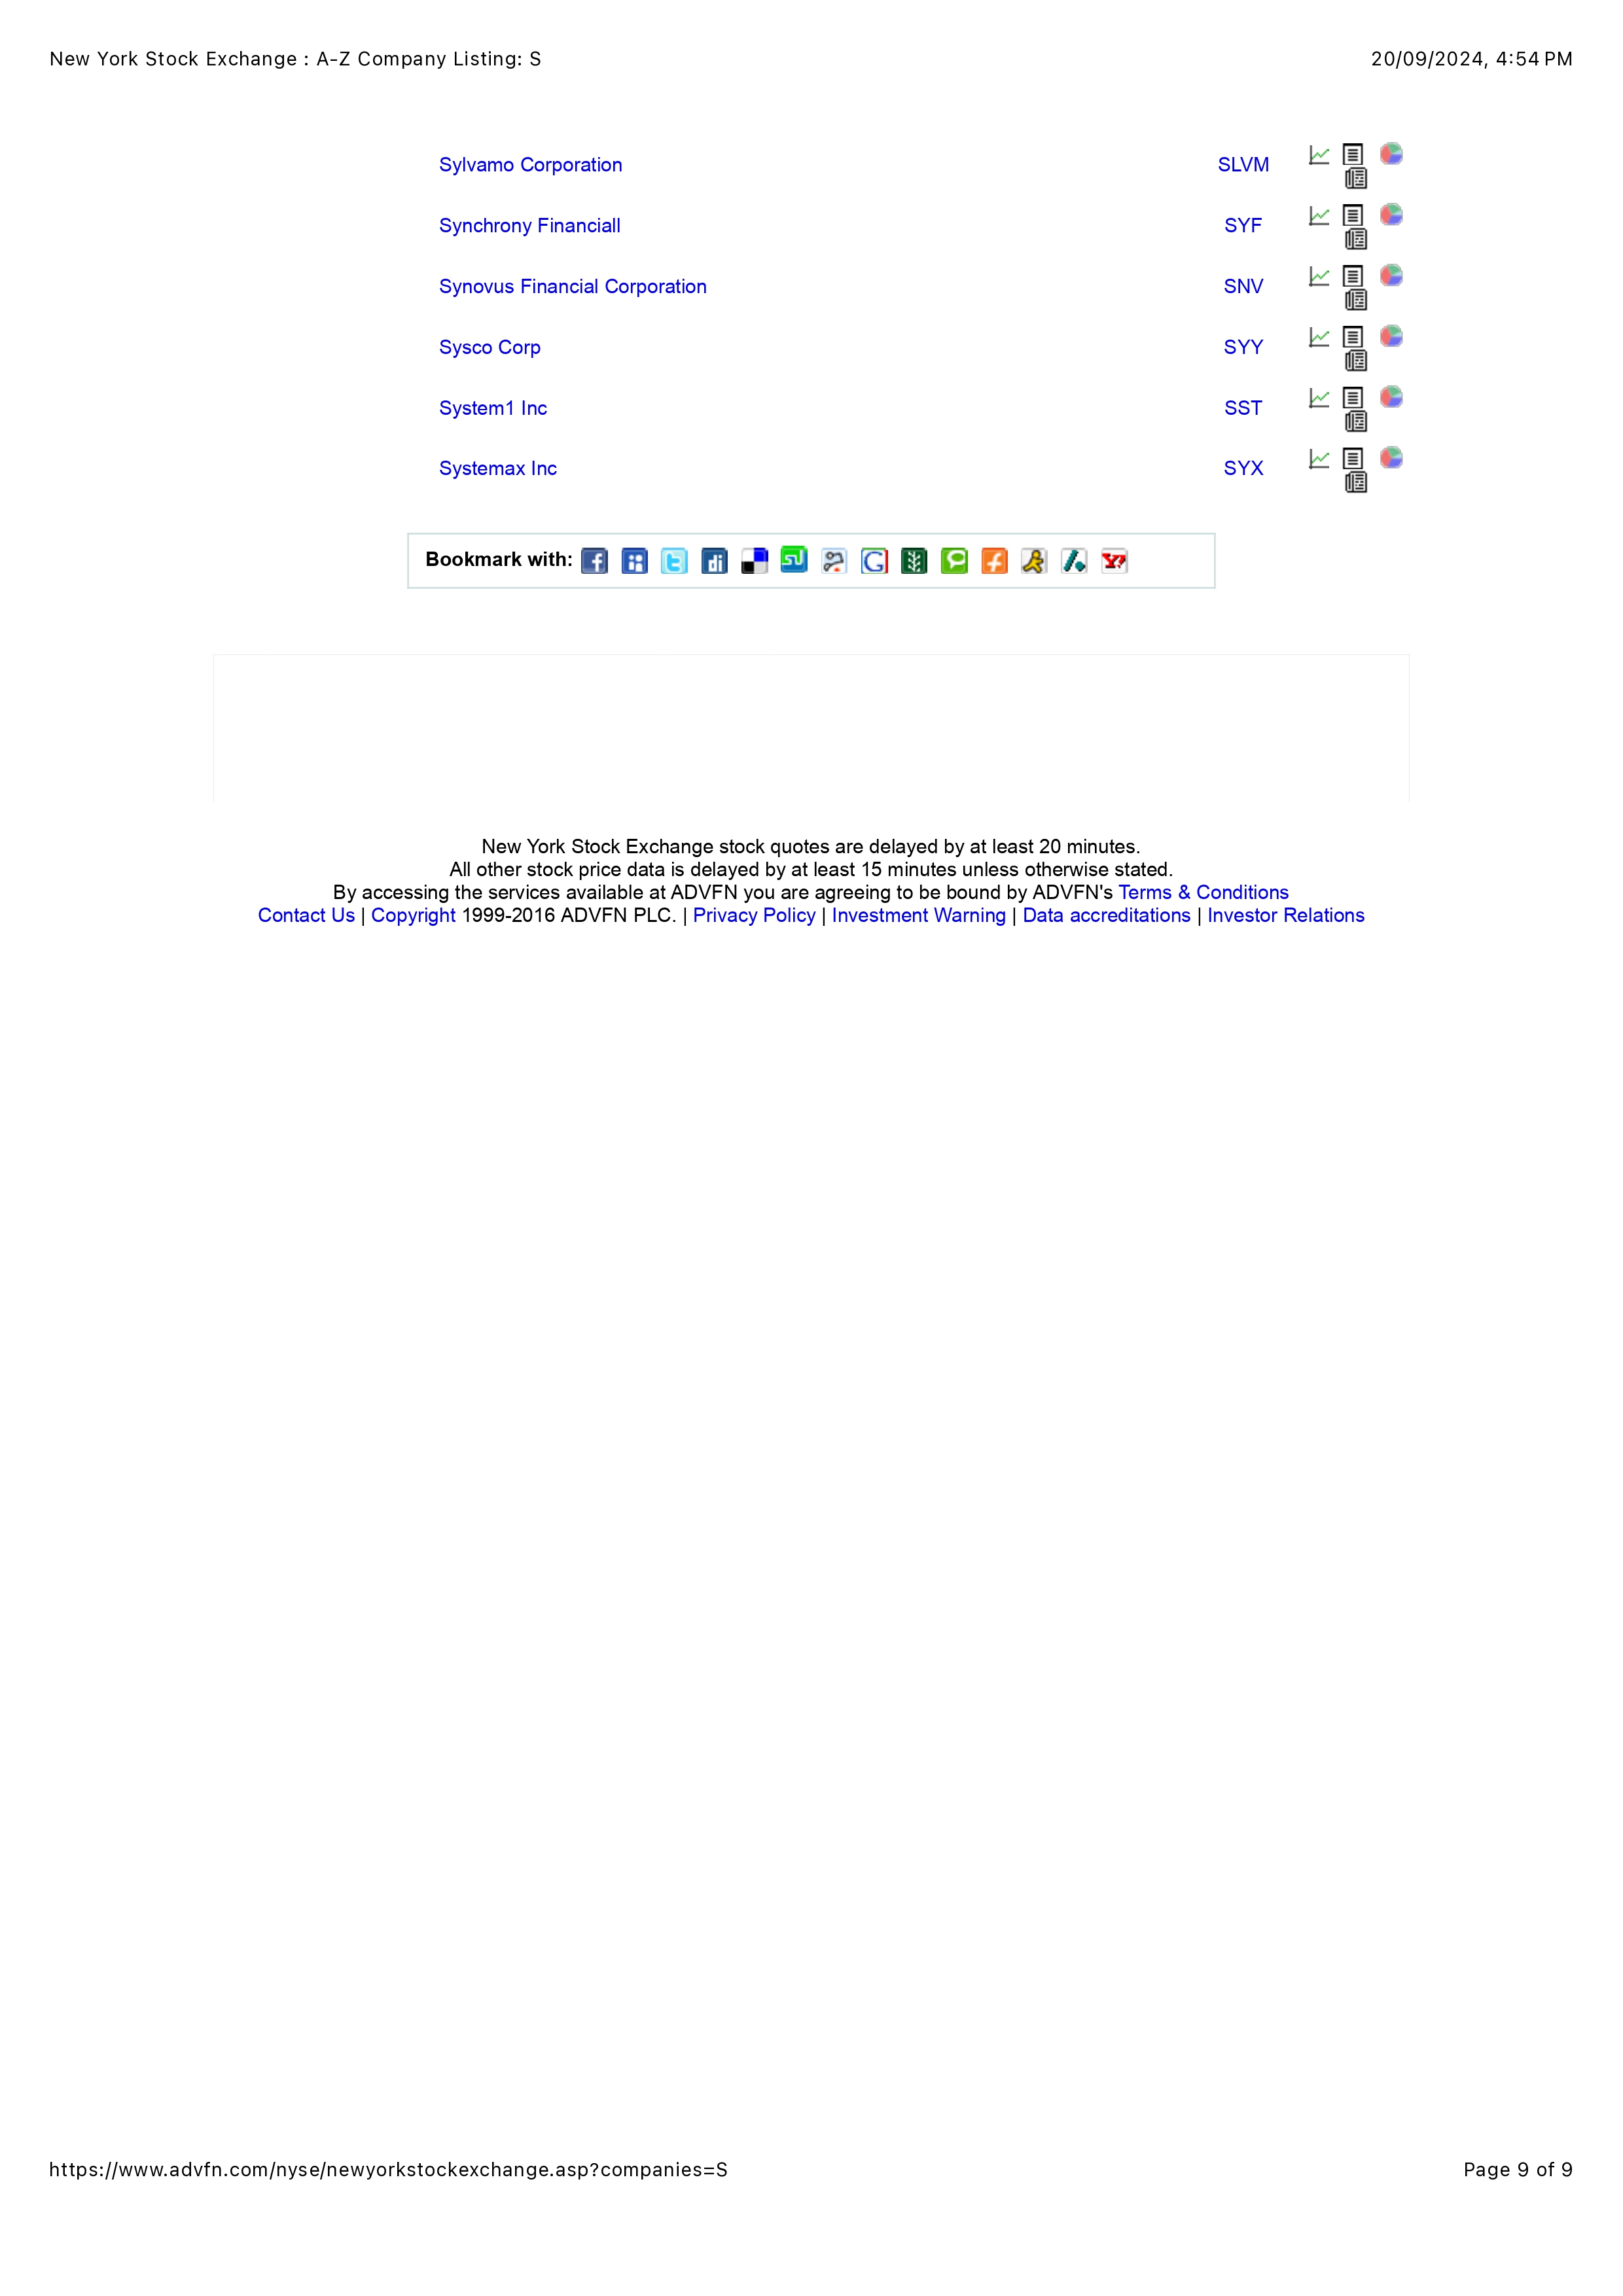 New York Stock Exchange : A-Z Company Listing: S 20/09/2024, 4:54 PM
Sylvamo Corporation SLVM
Synchrony Financiall SYF
Synovus Financial Corporation SNV
Sysco Corp SYY
System1 Inc SST
Systemax Inc SYX
Bookmark with:
New York Stock Exchange stock quotes are delayed by at least 20 minutes.
All other stock price data is delayed by at least 15 minutes unless otherwise stated.
By accessing the services available at ADVFN you are agreeing to be bound by ADVFN's Terms & Conditions
Contact Us | Copyright 1999-2016 ADVFN PLC. | Privacy Policy | Investment Warning | Data accreditations | Investor Relations
https://www.advfn.com/nyse/newyorkstockexchange.asp?companies=S Page 9 of 9